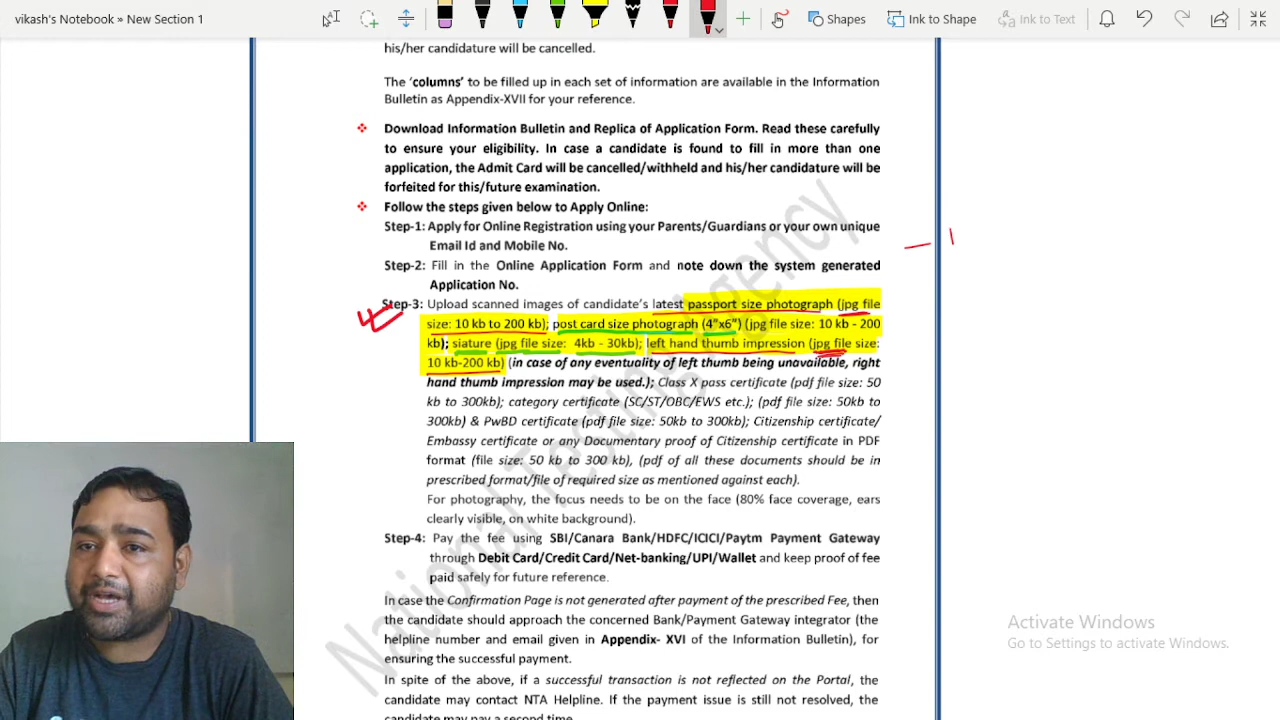 vikash's Notebook » New Section 1
Shapes
Ink to Shape
Ink to Text
his/her candidature will be cancelled.
The 'columns' to be filled up in each set of information are available in the Information
Bulletin as Appendix-XVII for your reference.
❖ Download Information Bulletin and Replica of Application Form. Read these carefully
to ensure your eligibility. In case a candidate is found to fill in more than one
application, the Admit Card will be cancelled/withheld and his/her candidature will be
forfeited for this/future examination.
❖ Follow the steps given below to Apply Online:
Step-1: Apply for Online Registration using your Parents/Guardians or your own unique
Email Id and Mobile No.
Step-2: Fill in the Online Application Form and note down the system generated
Application No.
Step-3: Upload scanned images of candidate's latest passport size photograph (jpg file
size: 10 kb to 200 kb); post card size photograph (4"x6") (jpg file size: 10 kb - 200
kb); siature (jpg file size: 4kb - 30kb); left hand thumb impression (jpg file size:
10 kb-200 kb) (in case of any eventuality of left thumb being unavailable, right
hand thumb impression may be used.); Class X pass certificate (pdf file size: 50
kb to 300kb); category certificate (SC/ST/OBC/EWS etc.); (pdf file size: 50kb to
300kb) & PwBD certificate (pdf file size: 50kb to 300kb); Citizenship certificate/
Embassy certificate or any Documentary proof of Citizenship certificate in PDF
format (file size: 50 kb to 300 kb), (pdf of all these documents should be in
prescribed format/file of required size as mentioned against each).
For photography, the focus needs to be on the face (80% face coverage, ears
clearly visible, on white background).
Step-4: Pay the fee using SBI/Canara Bank/HDFC/ICICI/Paytm Payment Gateway
through Debit Card/Credit Card/Net-banking/UPI/Wallet and keep proof of fee
paid safely for future reference.
In case the Confirmation Page is not generated after payment of the prescribed Fee, then
the candidate should approach the concerned Bank/Payment Gateway integrator (the
helpline number and email given in Appendix- XVI of the Information Bulletin), for
ensuring the successful payment.
In spite of the above, if a successful transaction is not reflected on the Portal, the
candidate may contact NTA Helpline. If the payment issue is still not resolved, the
candidate may pay a second time.
National Testing Agency
Activate Windows
Go to Settings to activate Windows.